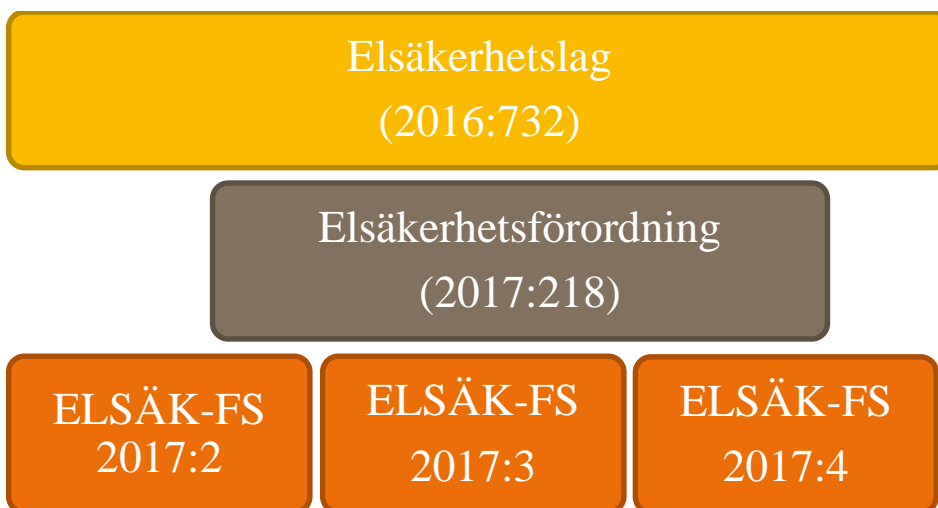 Elsäkerhetslag
(2016:732)
Elsäkerhetsförordning
(2017:218)
ELSÄK-FS
2017:2
ELSÄK-FS
2017:3
ELSÄK-FS
2017:4